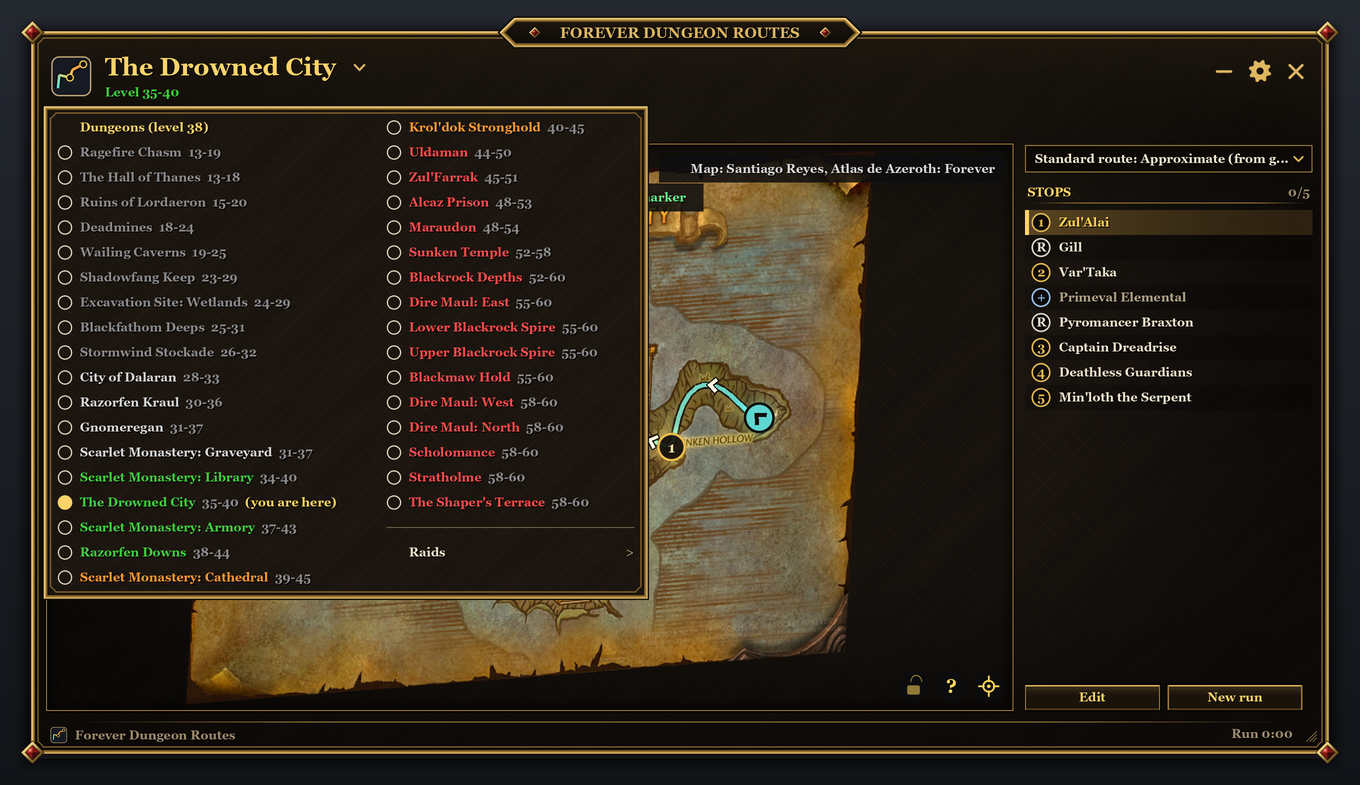 FOREVER DUNGEON ROUTES
The Drowned City
Level 35-40
Dungeons (level 38)
Ragefire Chasm 13-19
The Hall of Thanes 13-18
Ruins of Lordaeron 15-20
Deadmines 18-24
Wailing Caverns 19-25
Shadowfang Keep 23-29
Excavation Site: Wetlands 24-29
Blackfathom Deeps 25-31
Stormwind Stockade 26-32
City of Dalaran 28-33
Razorfen Kraul 30-36
Gnomeregan 31-37
Scarlet Monastery: Graveyard 31-37
Scarlet Monastery: Library 34-40
The Drowned City 35-40 (you are here)
Scarlet Monastery: Armory 37-43
Razorfen Downs 38-44
Scarlet Monastery: Cathedral 39-45
Krol'dok Stronghold 40-45
Uldaman 44-50
Zul'Farrak 45-51
Alcaz Prison 48-53
Maraudon 48-54
Sunken Temple 52-58
Blackrock Depths 52-60
Dire Maul: East 55-60
Lower Blackrock Spire 55-60
Upper Blackrock Spire 55-60
Blackmaw Hold 55-60
Dire Maul: West 58-60
Dire Maul: North 58-60
Scholomance 58-60
Stratholme 58-60
The Shaper's Terrace 58-60
Raids >
Map: Santiago Reyes, Atlas de Azeroth: Forever
arker
Y
1
NKEN HOLLOW
?
Standard route: Approximate (from g...
STOPS 0/5
1 Zul'Alai
R Gill
2 Var'Taka
+ Primeval Elemental
R Pyromancer Braxton
3 Captain Dreadrise
4 Deathless Guardians
5 Min'loth the Serpent
Edit
New run
Forever Dungeon Routes
Run 0:00